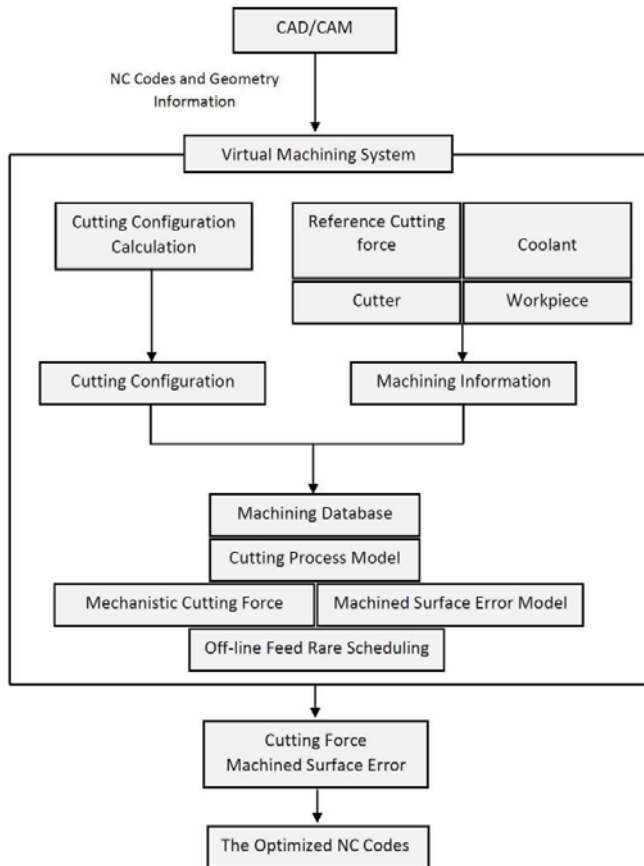 CAD/CAM
NC Codes and Geometry
Information
Virtual Machining System
Cutting Configuration
Calculation
Reference Cutting
force
Coolant
Cutter
Workpiece
Cutting Configuration
Machining Information
Machining Database
Cutting Process Model
Mechanistic Cutting Force
Machined Surface Error Model
Off-line Feed Rare Scheduling
Cutting Force
Machined Surface Error
The Optimized NC Codes